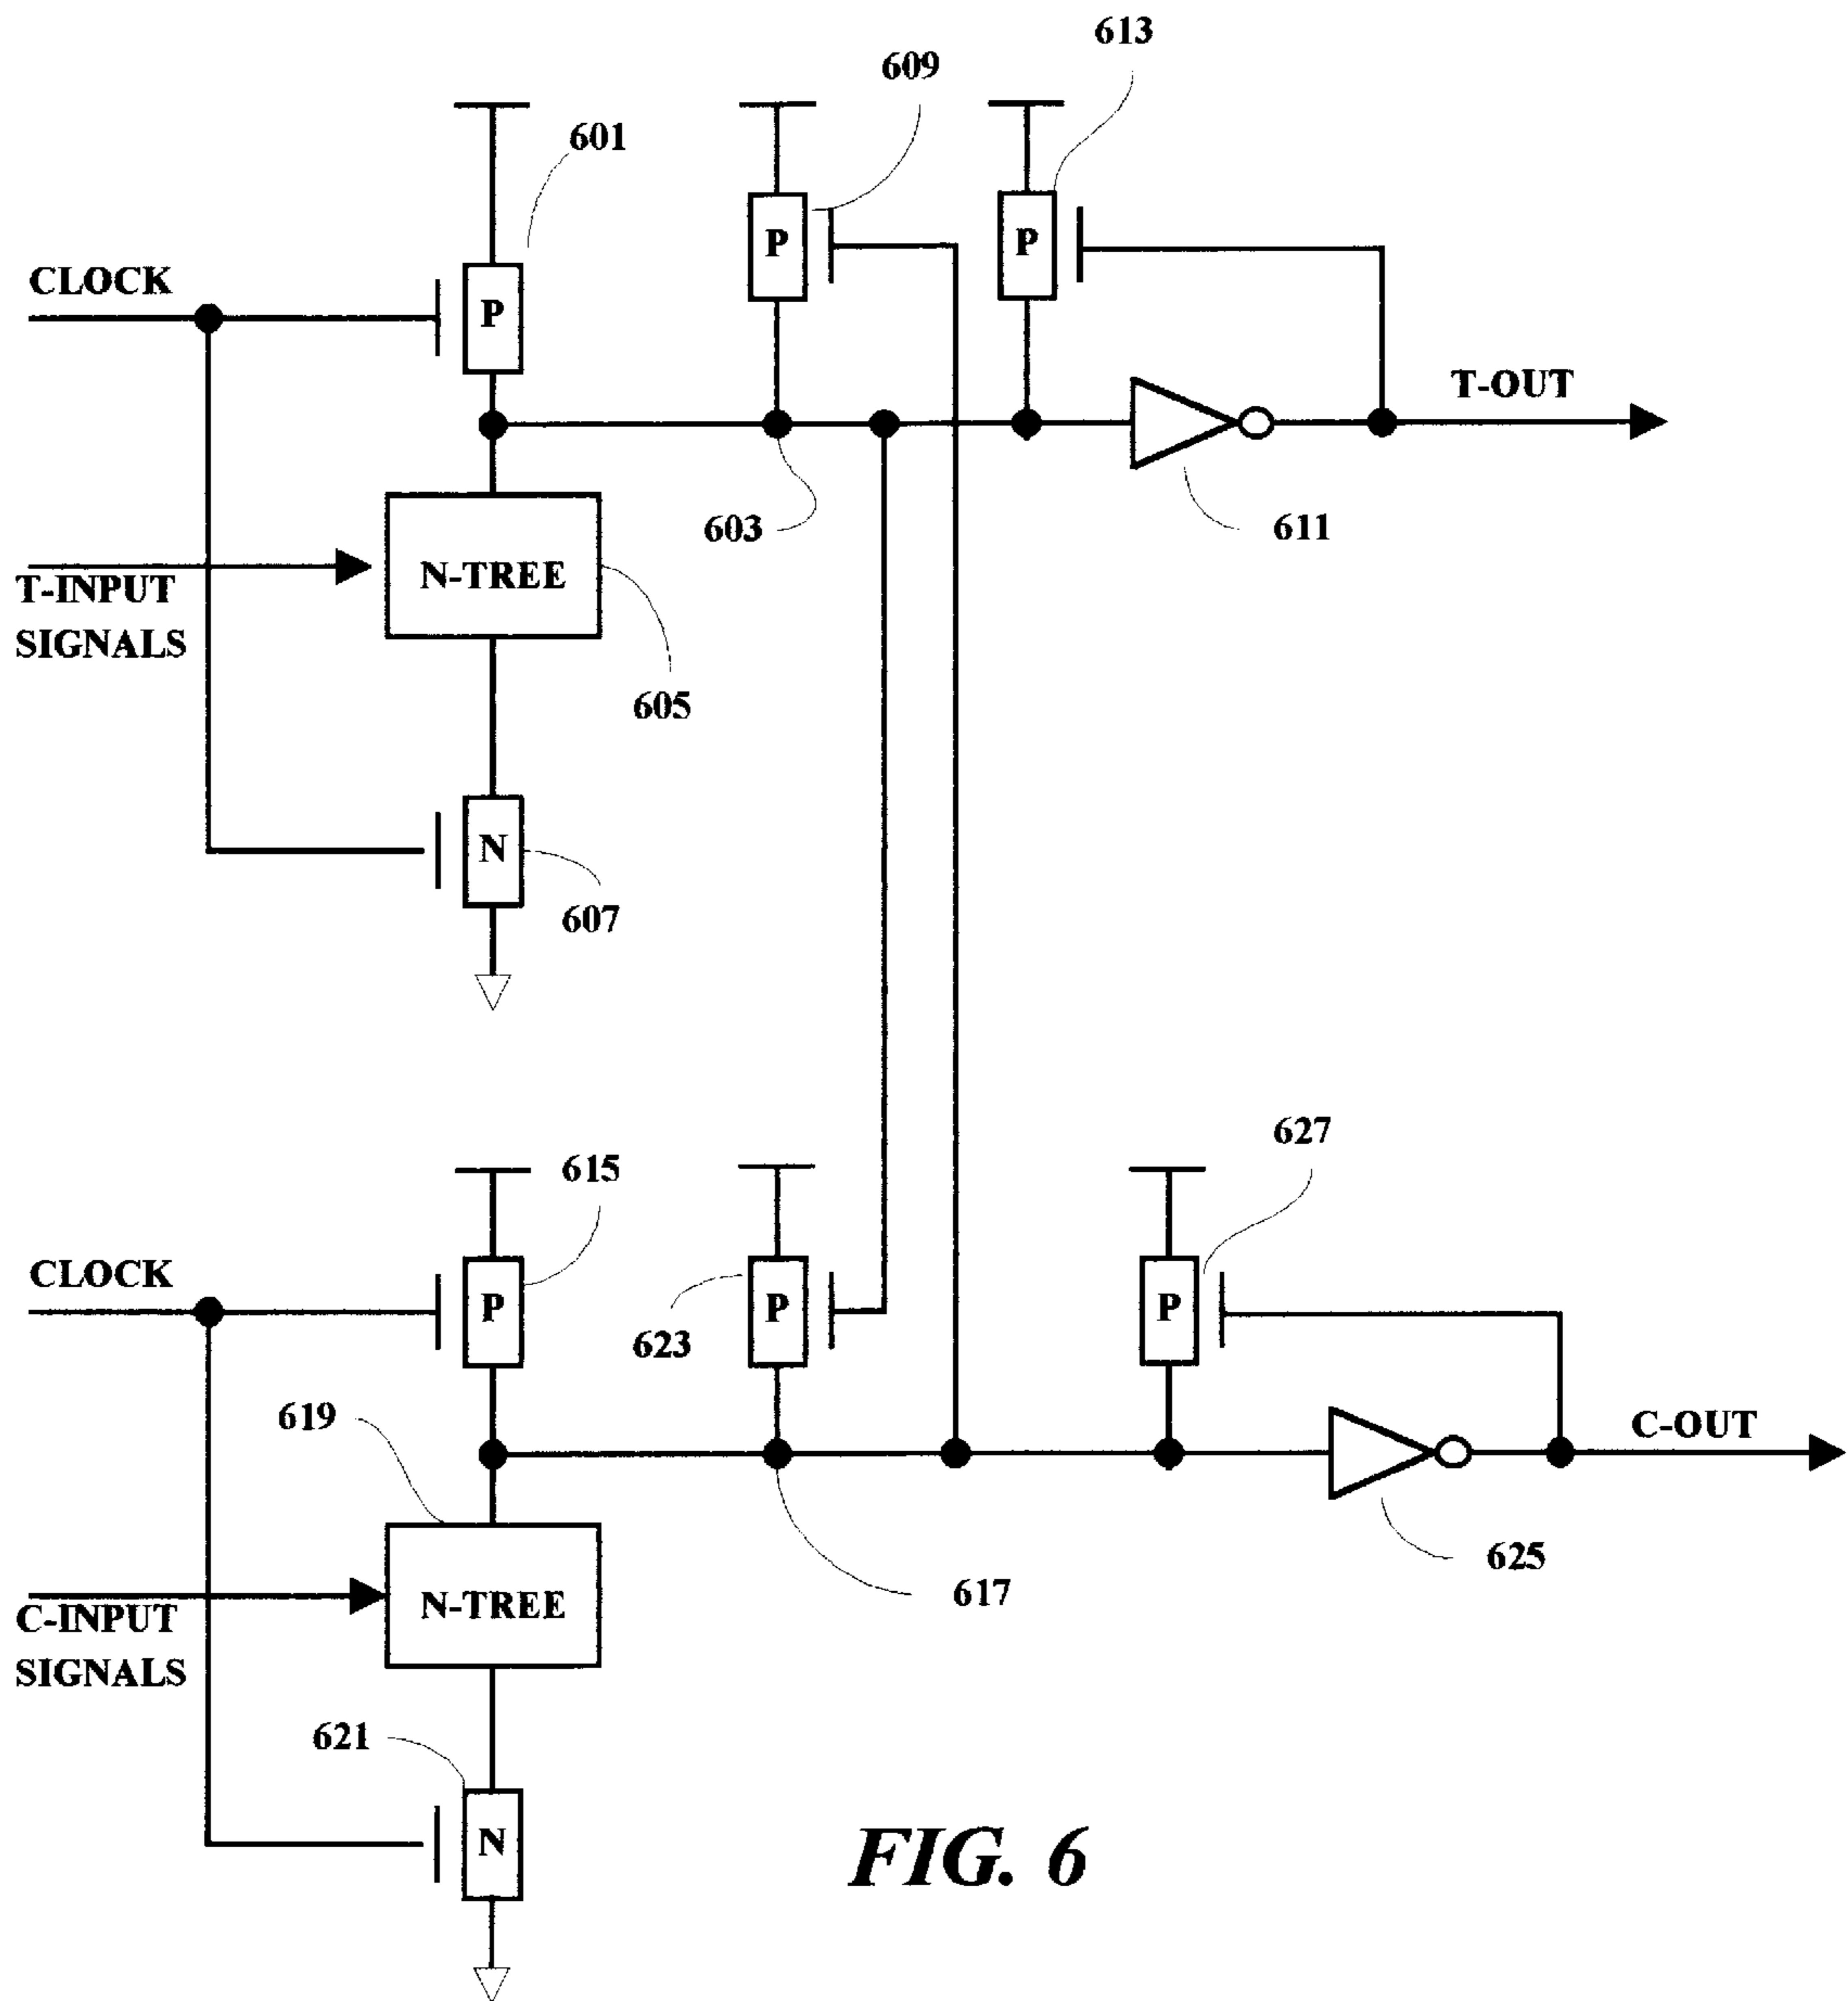 613
609
601
P
P
CLOCK
P
T-OUT
603
611
N-TREE
T-INPUT
SIGNALS
605
N
607
627
615
CLOCK
P
P
P
623
619
C-OUT
625
617
N-TREE
C-INPUT
SIGNALS
621
N
FIG. 6